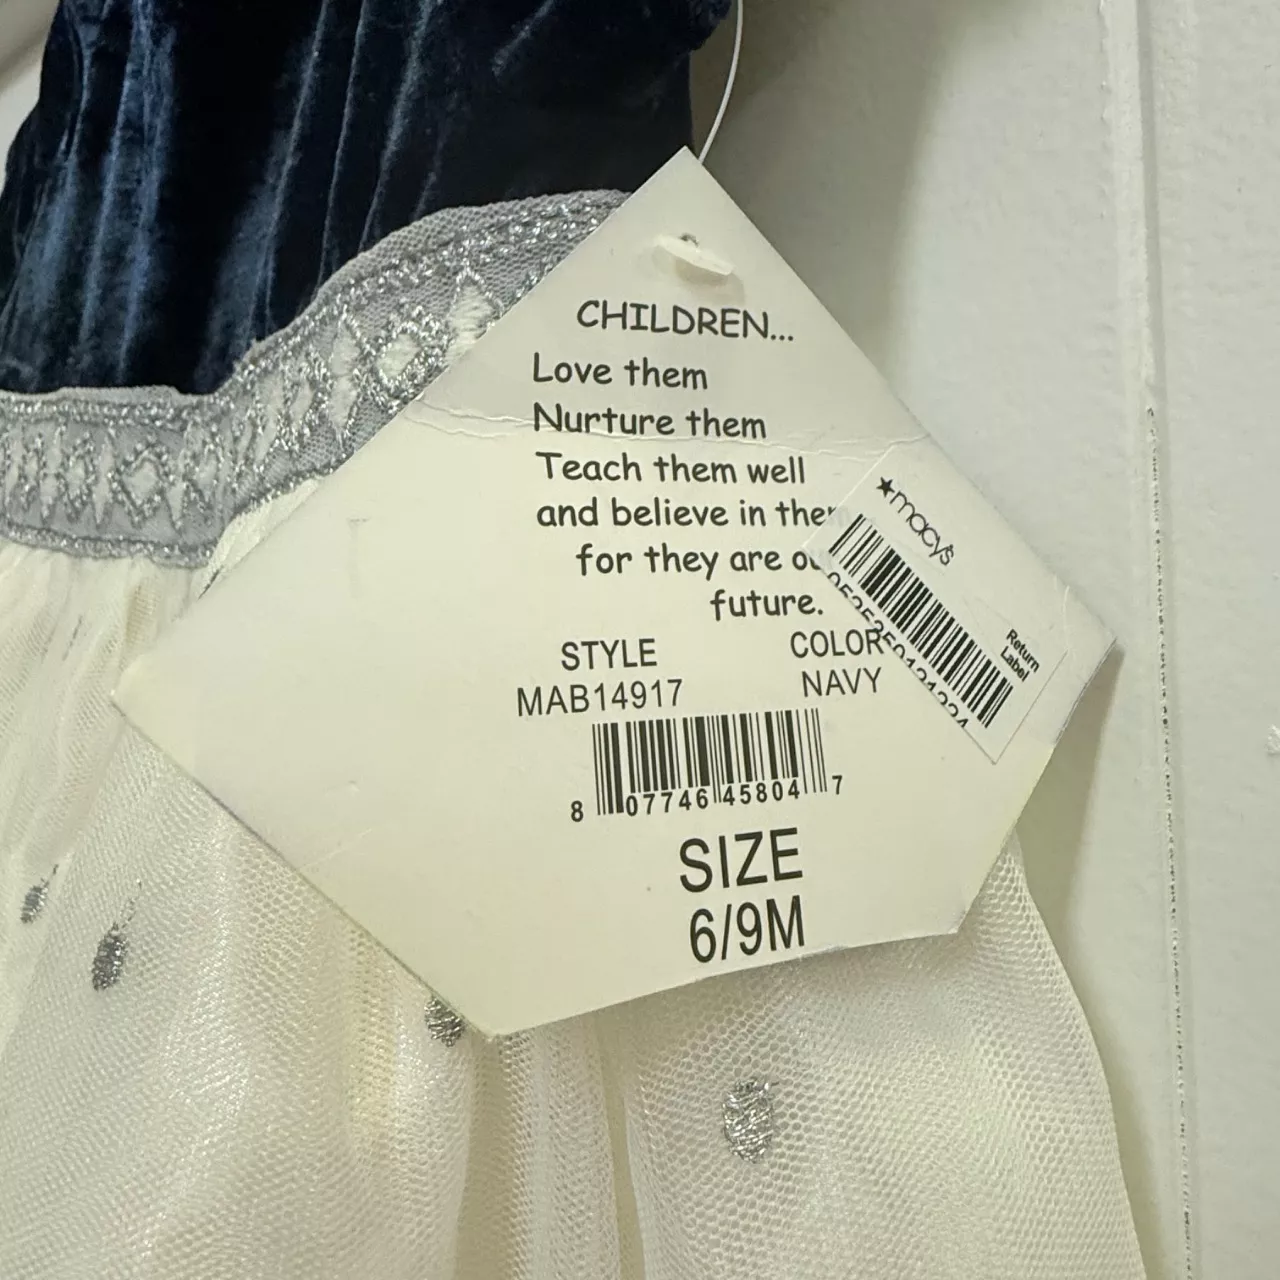 CHILDREN...
Love them
Nurture them
Teach them well
and believe in them
for they are
future.
STYLE
MAB14917
COLOR
NAVY
8 07746 45804 7
SIZE
6/9M
★macy's
Return
Label